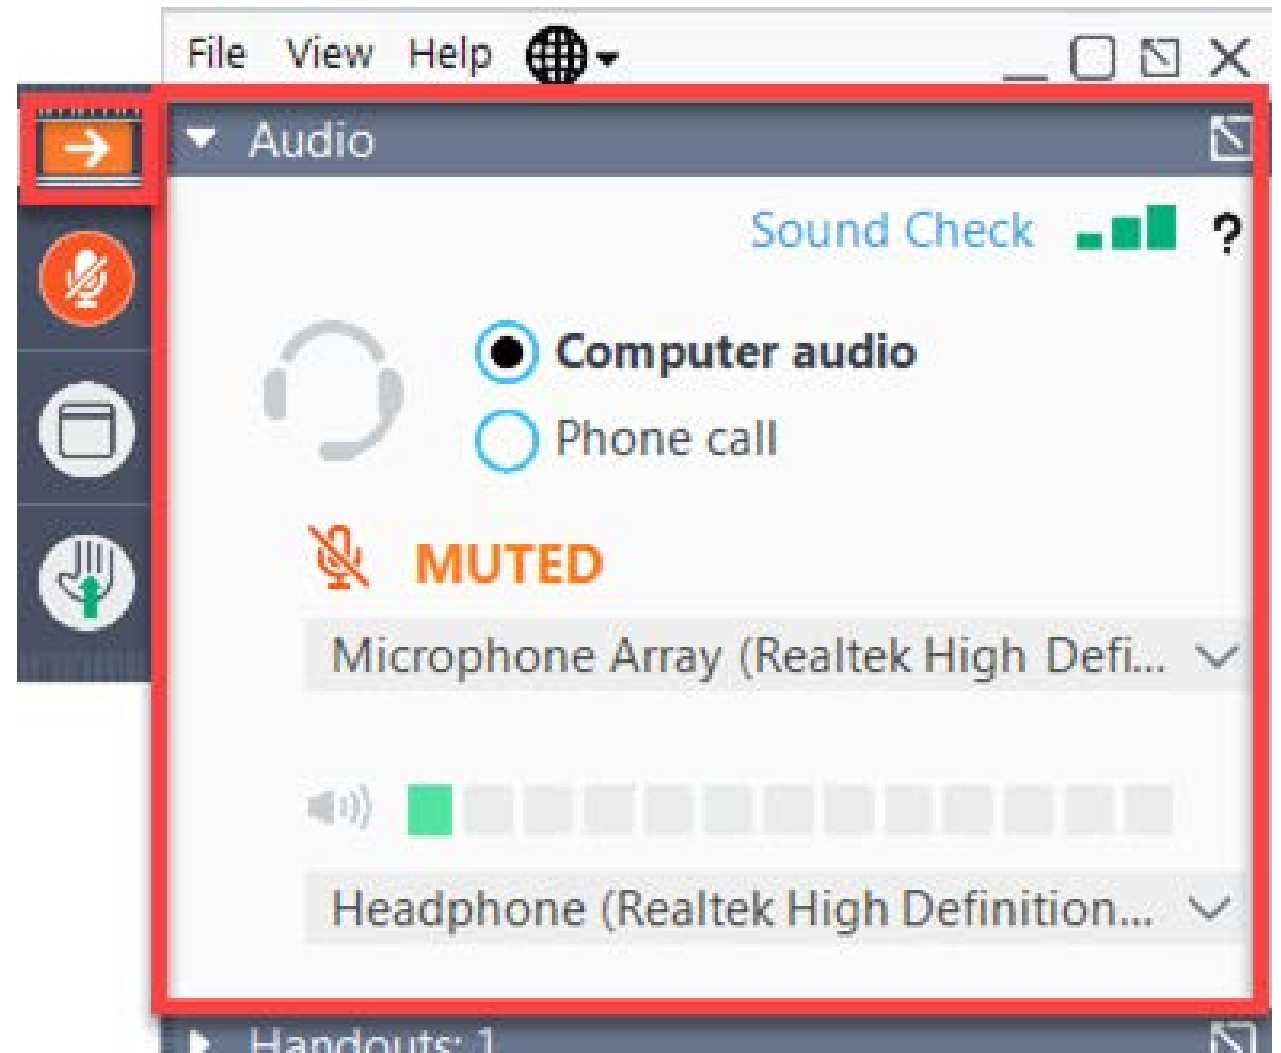 File View Help
Audio
Sound Check ?
Computer audio
Phone call
MUTED
Microphone Array (Realtek High Defi...
Headphone (Realtek High Definition...
Handouts: 1